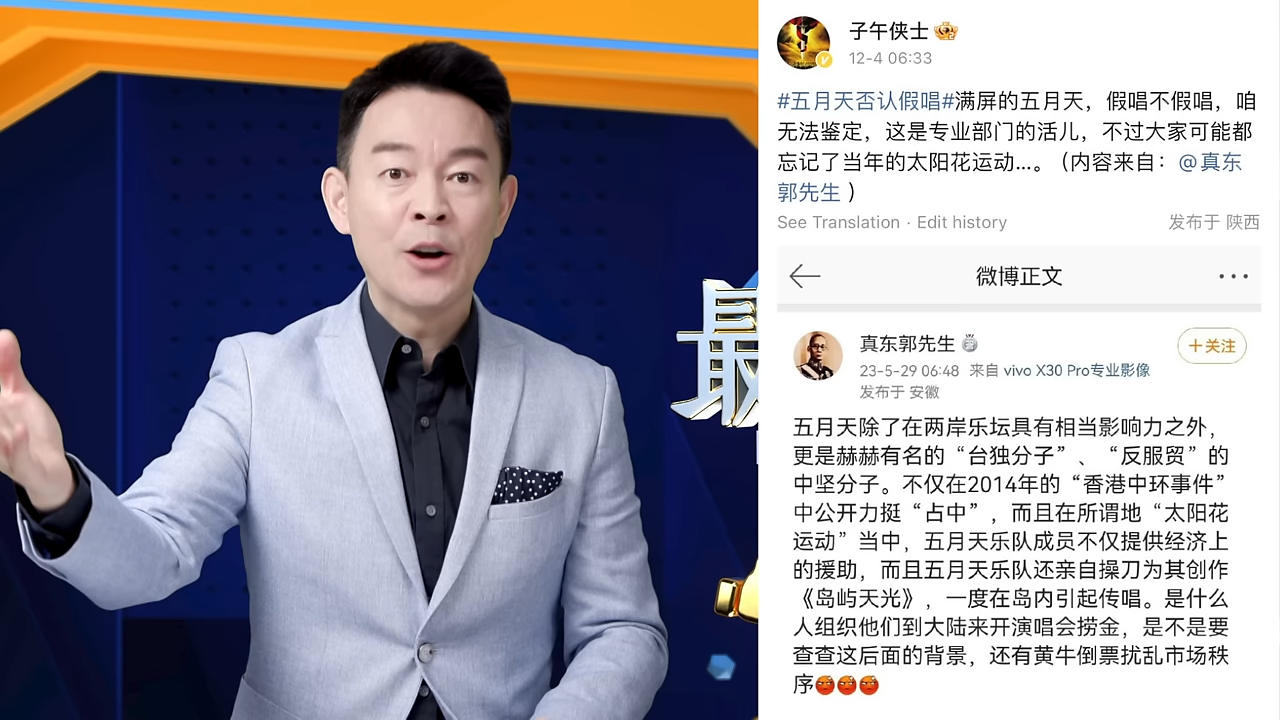 最
子午侠士
12-4 06:33
#五月天否认假唱#满屏的五月天，假唱不假唱，咱
无法鉴定，这是专业部门的活儿，不过大家可能都
忘记了当年的太阳花运动...。（内容来自：@真东
郭先生 ）
See Translation · Edit history
发布于 陕西
微博正文
真东郭先生
+关注
23-5-29 06:48 来自 vivo X30 Pro专业影像
发布于 安徽
五月天除了在两岸乐坛具有相当影响力之外，
更是赫赫有名的“台独分子”、“反服贸”的
中坚分子。不仅在2014年的“香港中环事件”
中公开力挺“占中”，而且在所谓地“太阳花
运动”当中，五月天乐队成员不仅提供经济上
的援助，而且五月天乐队还亲自操刀为其创作
《岛屿天光》，一度在岛内引起传唱。是什么
人组织他们到大陆来开演唱会捞金，是不是要
查查这后面的背景，还有黄牛倒票扰乱市场秩
序